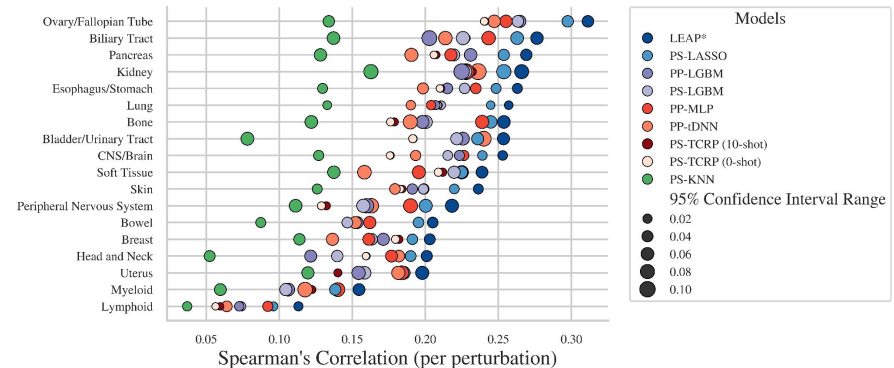 Ovary/Fallopian Tube
Biliary Tract
Pancreas
Kidney
Esophagus/Stomach
Lung
Bone
Bladder/Urinary Tract
CNS/Brain
Soft Tissue
Skin
Peripheral Nervous System
Bowel
Breast
Head and Neck
Uterus
Myeloid
Lymphoid
0.05 0.10 0.15 0.20 0.25 0.30
Spearman's Correlation (per perturbation)
Models
LEAP*
PS-LASSO
PP-LGBM
PS-LGBM
PP-MLP
PP-tDNN
PS-TCRP (10-shot)
PS-TCRP (0-shot)
PS-KNN
95% Confidence Interval Range
0.02
0.04
0.06
0.08
0.10